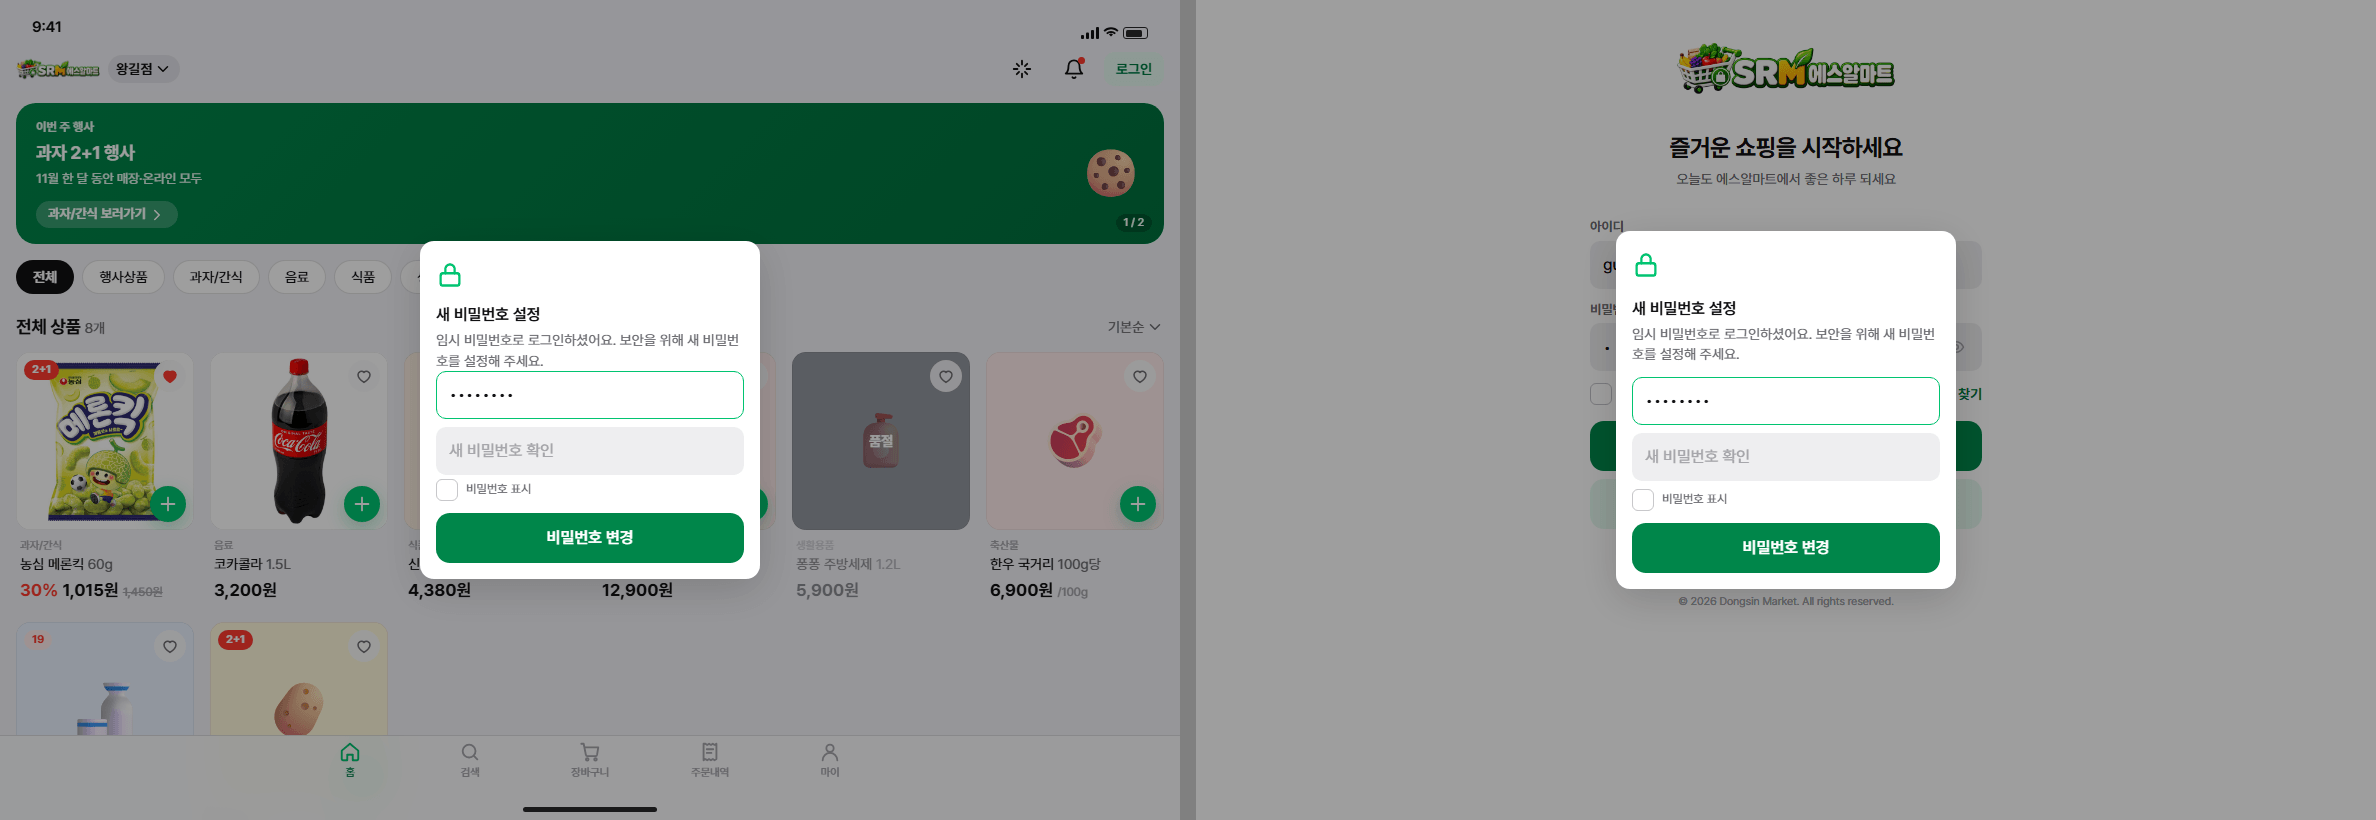 9:41
SRM 에스알마트
왕길점
로그인
이번 주 행사
과자 2+1 행사
11월 한 달 동안 매장·온라인 모두
과자/간식 보러가기
1 / 2
전체
행사상품
과자/간식
음료
식품
전체 상품 8개
기본순
새 비밀번호 설정
임시 비밀번호로 로그인하셨어요. 보안을 위해 새 비밀번
호를 설정해 주세요.
새 비밀번호 확인
비밀번호 표시
비밀번호 변경
2+1
농심
메론킥
Coca-Cola
품절
과자/간식
농심 메론킥 60g
30% 1,015원 1,450원
음료
코카콜라 1.5L
3,200원
식
신
4,380원
12,900원
생활용품
퐁퐁 주방세제 1.2L
5,900원
축산물
한우 국거리 100g당
6,900원 /100g
19
2+1
홈
검색
장바구니
주문내역
마이
SRM 에스알마트
즐거운 쇼핑을 시작하세요
오늘도 에스알마트에서 좋은 하루 되세요
아이디
비밀
찾기
새 비밀번호 설정
임시 비밀번호로 로그인하셨어요. 보안을 위해 새 비밀번
호를 설정해 주세요.
새 비밀번호 확인
비밀번호 표시
비밀번호 변경
© 2026 Dongsin Market. All rights reserved.